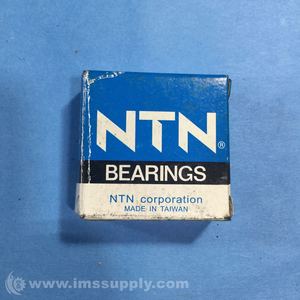 NTN®
BEARINGS
NTN corporation
MADE IN TAIWAN
© www.imssupply.com